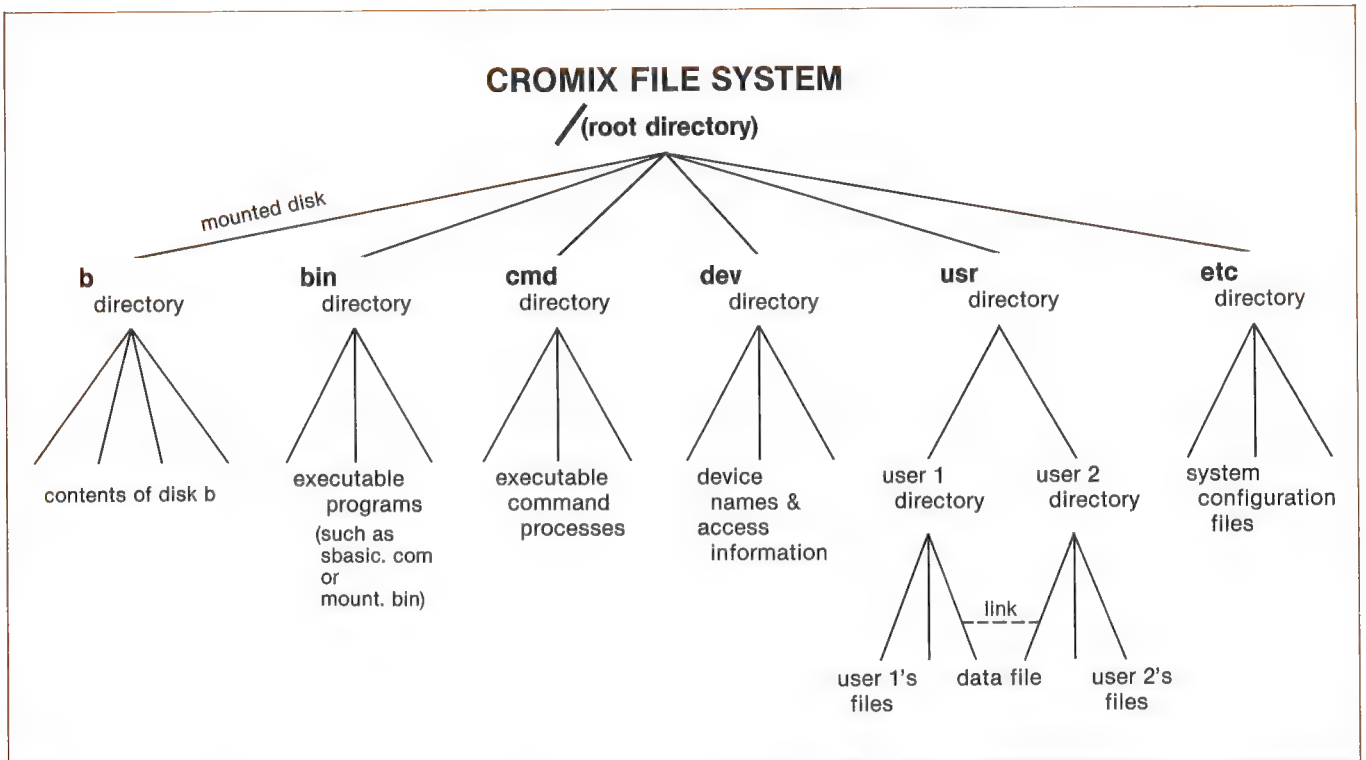 CROMIX FILE SYSTEM
/(root directory)
mounted disk
b
directory
bin
directory
cmd
directory
dev
directory
usr
directory
etc
directory
contents of disk b
executable
programs
(such as
sbasic. com
or
mount. bin)
executable
command
processes
device
names &
access
information
user 1
directory
user 2
directory
system
configuration
files
link
user 1's
files
data file
user 2's
files